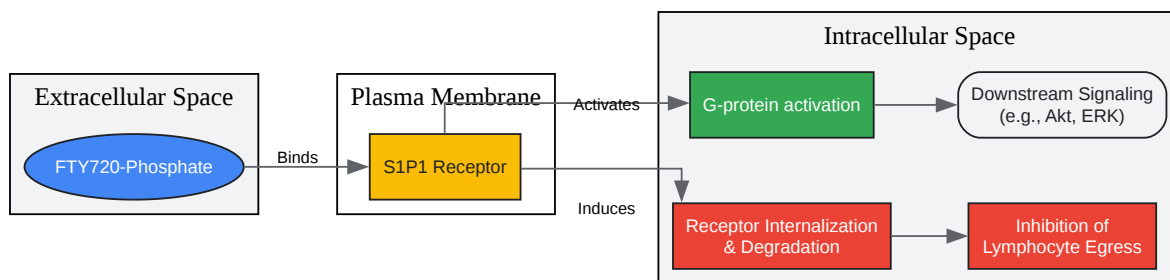 Extracellular Space
FTY720-Phosphate
Binds
Plasma Membrane
S1P1 Receptor
Activates
Induces
Intracellular Space
G-protein activation
Downstream Signaling
(e.g., Akt, ERK)
Receptor Internalization
& Degradation
Inhibition of
Lymphocyte Egress